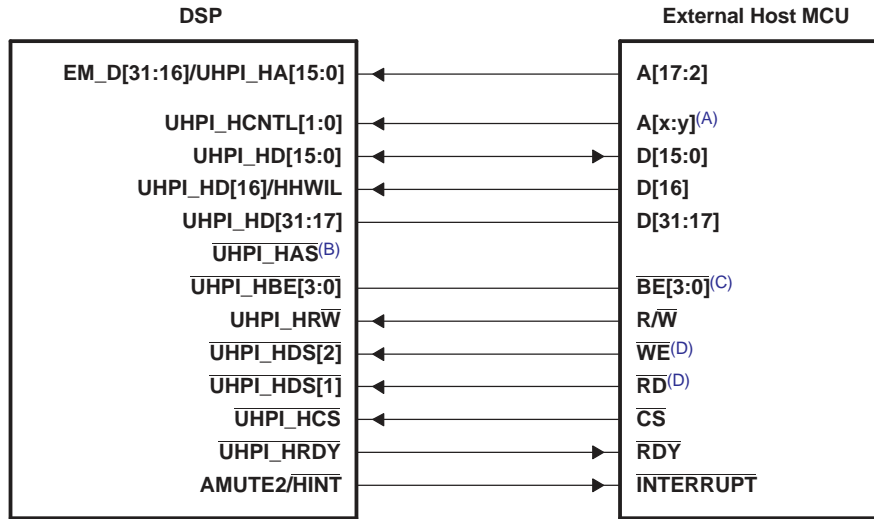 DSP External Host MCU
EM_D[31:16]/UHPI_HA[15:0] A[17:2]
UHPI_HCNTL[1:0] A[x:y](A)
UHPI_HD[15:0] D[15:0]
UHPI_HD[16]/HHWIL D[16]
UHPI_HD[31:17] D[31:17]
UHPI_HAS(B)
UHPI_HBE[3:0] BE[3:0](C)
UHPI_HRW R/W
UHPI_HDS[2] WE(D)
UHPI_HDS[1] RD(D)
UHPI_HCS CS
UHPI_HRDY RDY
AMUTE2/HINT INTERRUPT